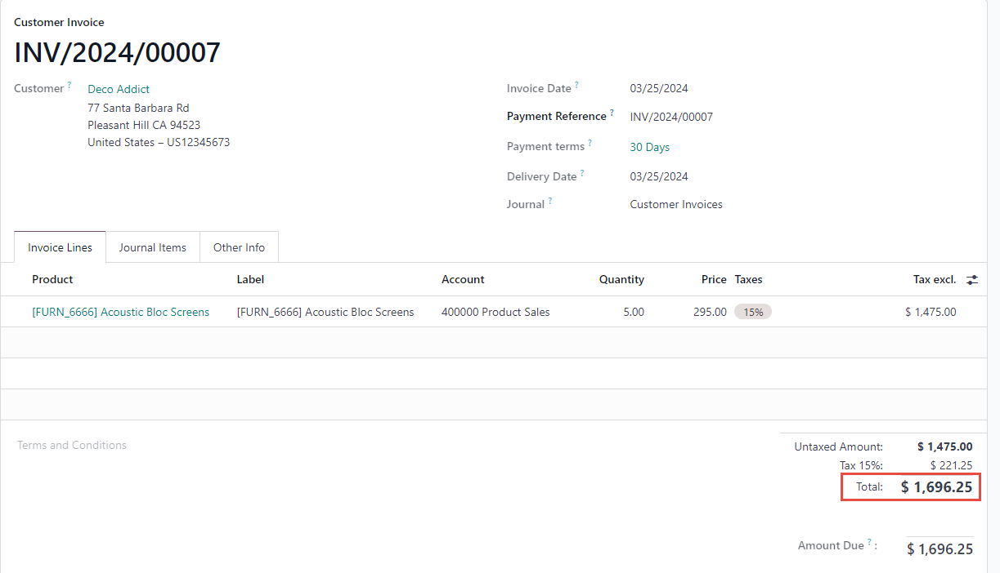 Customer Invoice
INV/2024/00007
Customer ? Deco Addict
77 Santa Barbara Rd
Pleasant Hill CA 94523
United States – US12345673
Invoice Date ? 03/25/2024
Payment Reference ? INV/2024/00007
Payment terms ? 30 Days
Delivery Date ? 03/25/2024
Journal ? Customer Invoices
Invoice Lines Journal Items Other Info
Product Label Account Quantity Price Taxes Tax excl.
[FURN_6666] Acoustic Bloc Screens [FURN_6666] Acoustic Bloc Screens 400000 Product Sales 5.00 295.00 15% $ 1,475.00
Terms and Conditions
Untaxed Amount: $ 1,475.00
Tax 15%: $ 221.25
Total: $ 1,696.25
Amount Due ? : $ 1,696.25